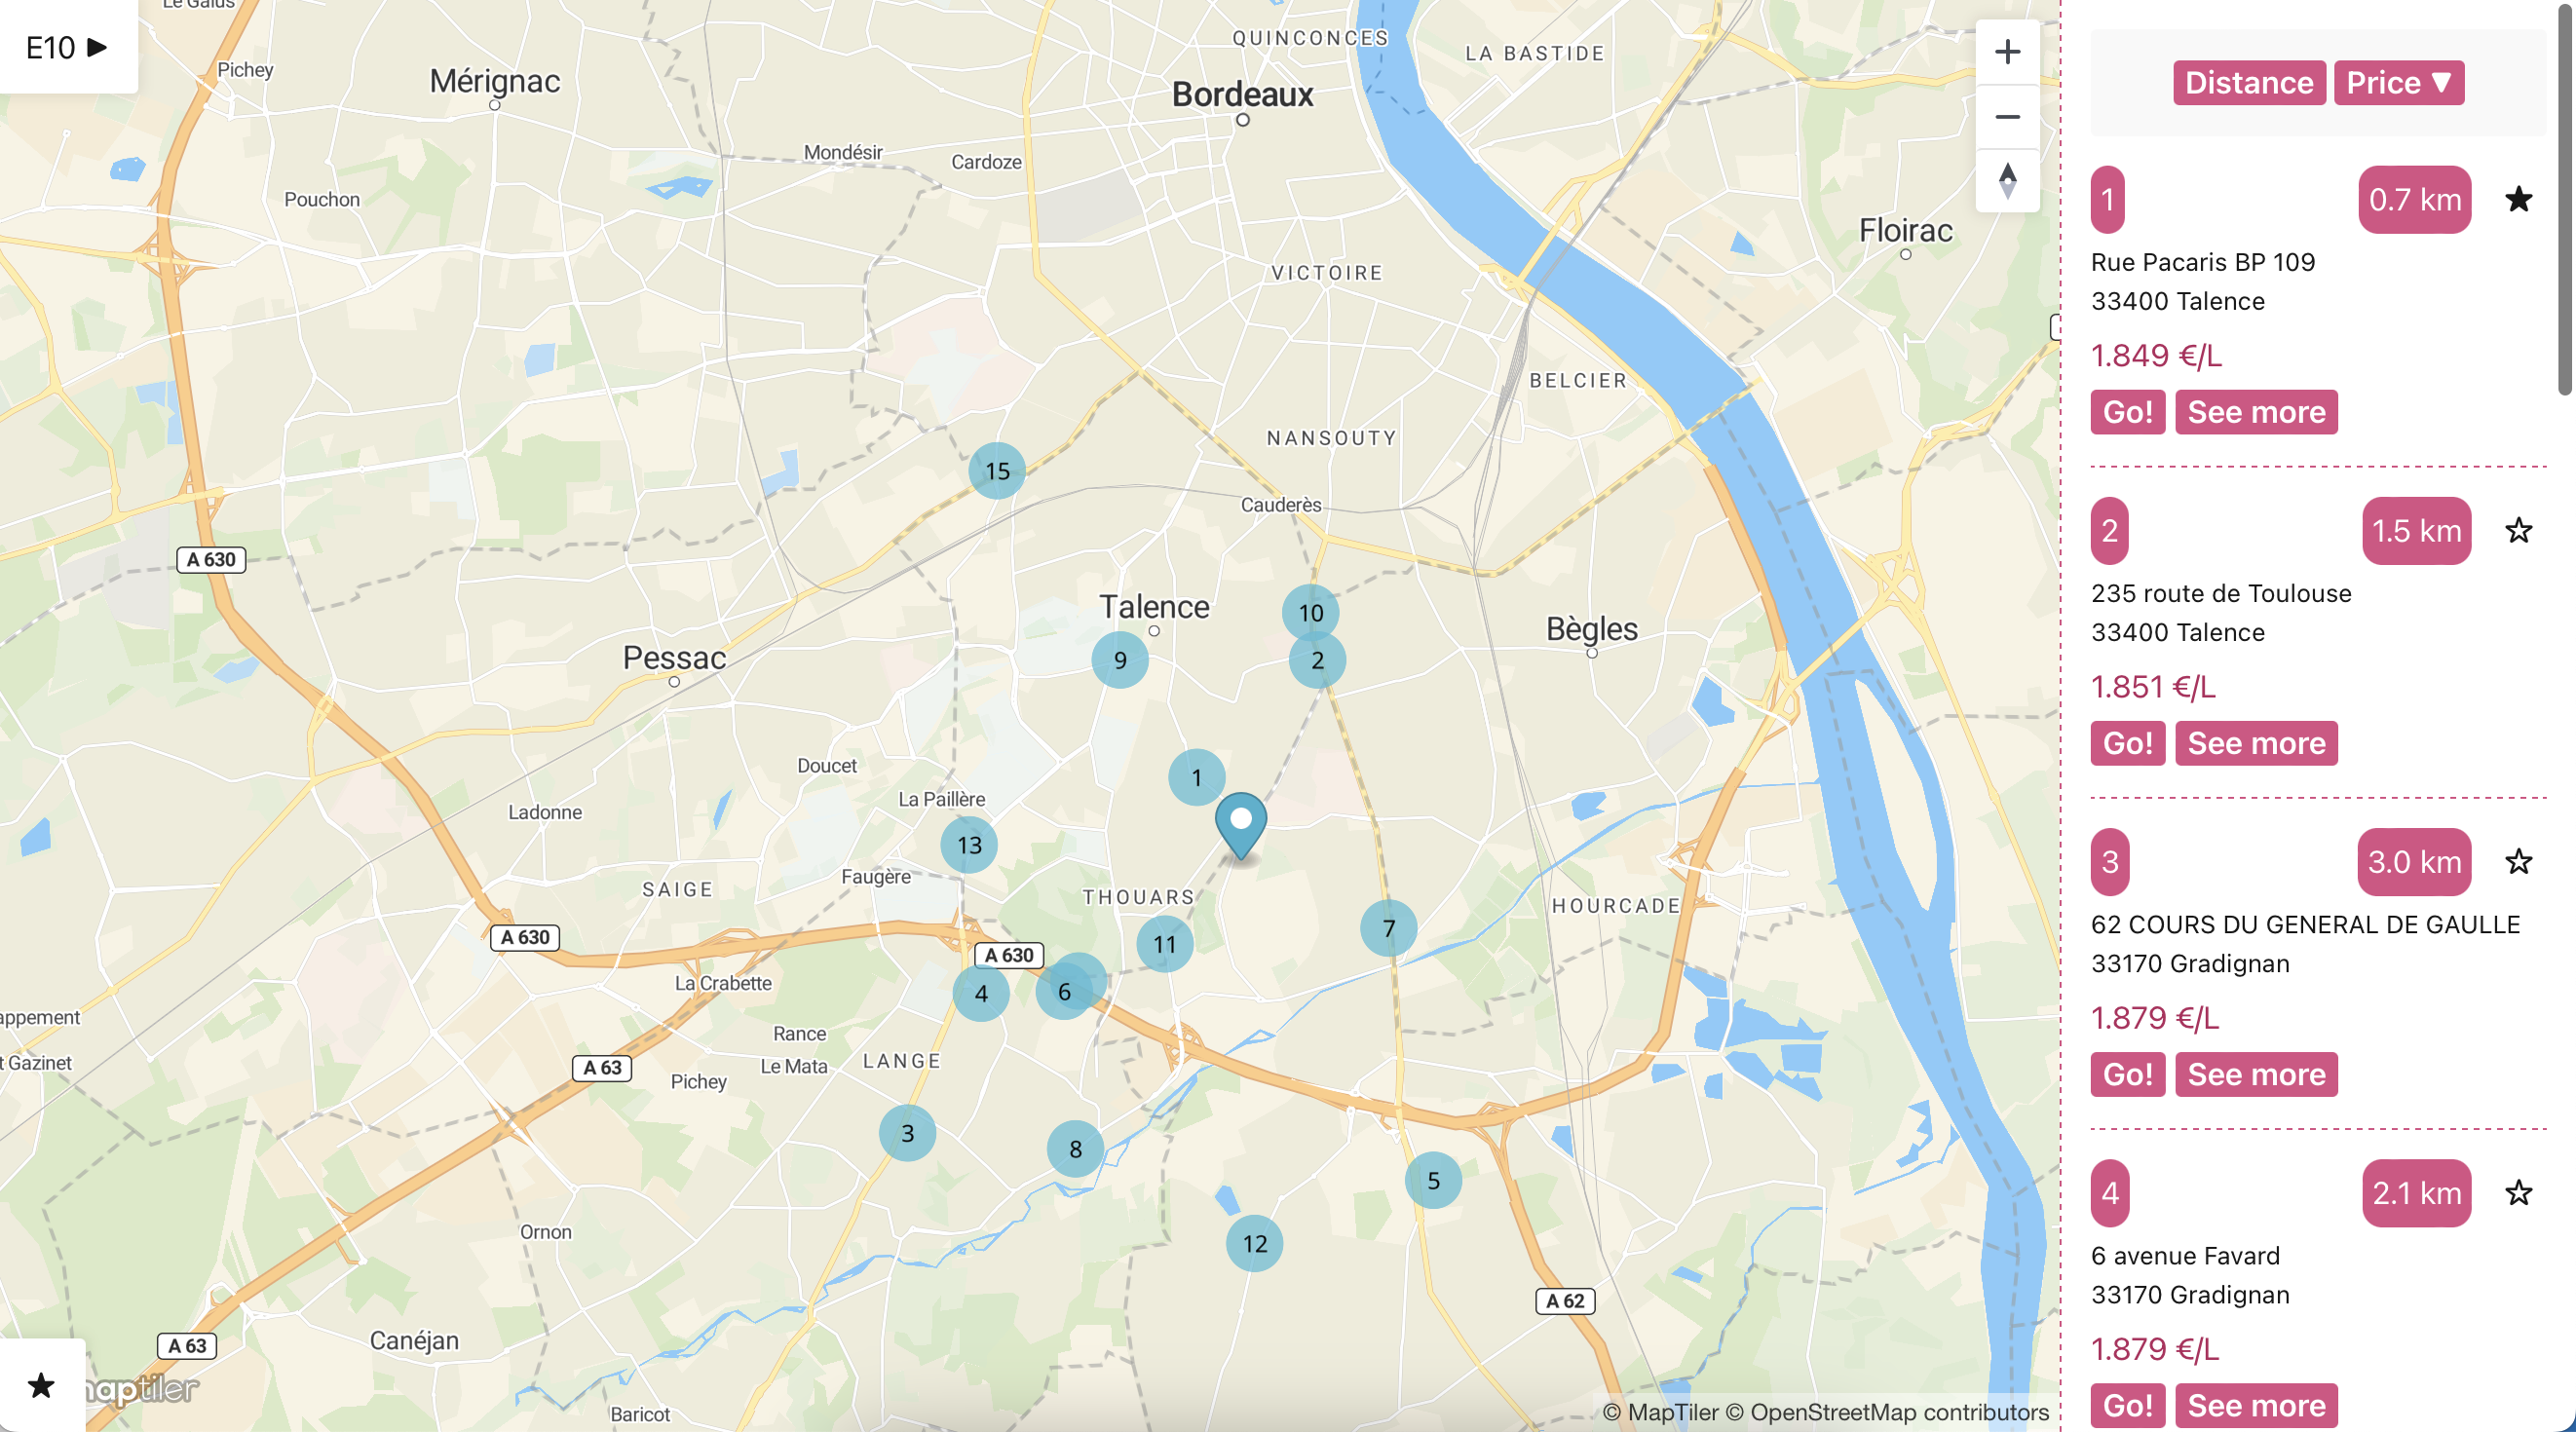 E10 ►
Le Galus
Pichey
Mérignac
Pouchon
Mondésir
Cardoze
QUINCONCES
Bordeaux
LA BASTIDE
Floirac
VICTOIRE
BELCIER
NANSOUTY
15
Cauderès
A 630
Talence
10
9
2
Bègles
Pessac
1
Doucet
La Paillère
Ladonne
13
Faugère
SAIGE
THOUARS
HOURCADE
7
A 630
11
A 630
La Crabette
4
6
appement
t Gazinet
Rance
Le Mata
LANGE
A 63
Pichey
3
8
5
Ornon
12
A 62
Canéjan
A 63
maptiler
Baricot
© MapTiler © OpenStreetMap contributors
Distance Price ▼
1 0.7 km ★
Rue Pacaris BP 109
33400 Talence
1.849 €/L
Go! See more
2 1.5 km ☆
235 route de Toulouse
33400 Talence
1.851 €/L
Go! See more
3 3.0 km ☆
62 COURS DU GENERAL DE GAULLE
33170 Gradignan
1.879 €/L
Go! See more
4 2.1 km ☆
6 avenue Favard
33170 Gradignan
1.879 €/L
Go! See more